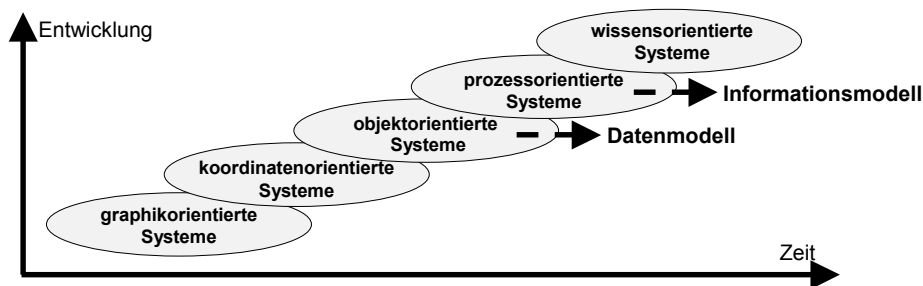 Entwicklung
wissensorientierte
Systeme
prozessorientierte
Systeme
Informationsmodell
objektorientierte
Systeme
Datenmodell
koordinatenorientierte
Systeme
graphikorientierte
Systeme
Zeit